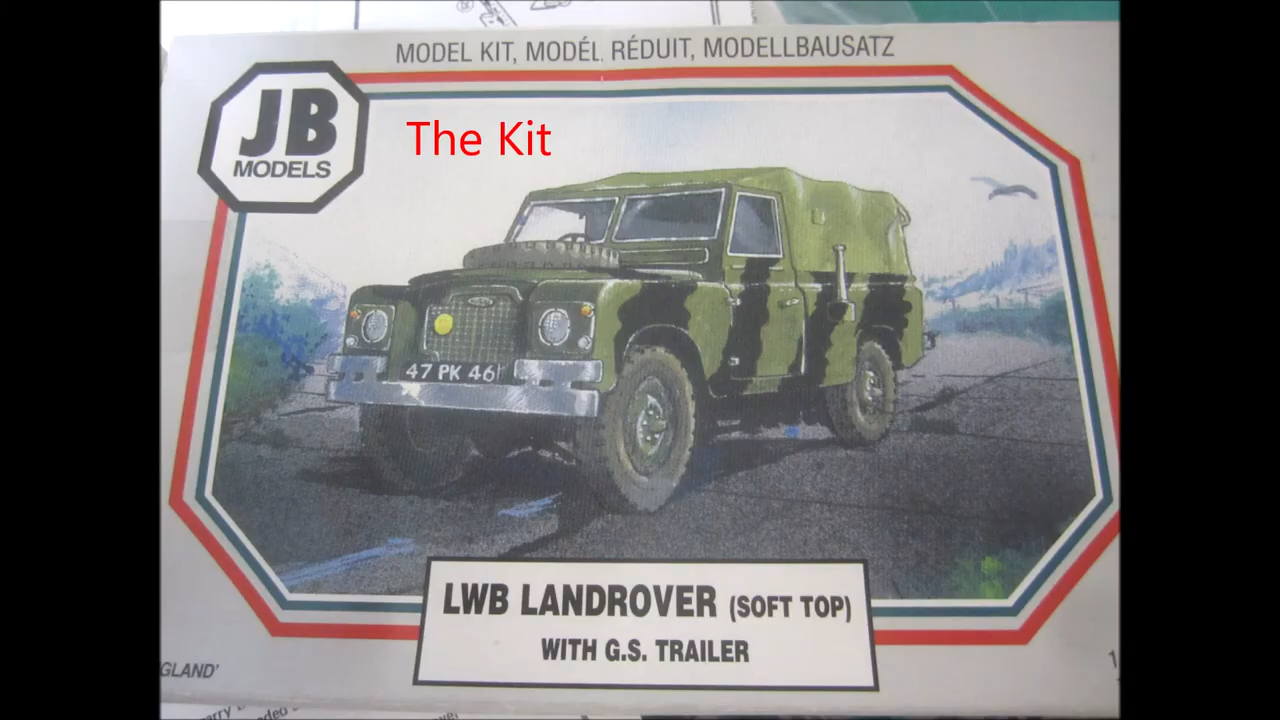 MODEL KIT, MODÉL. RÉDUIT, MODELLBAUSATZ
JB
MODELS
The Kit
47 PK 46
LWB LANDROVER (SOFT TOP)
WITH G.S. TRAILER
GLAND'